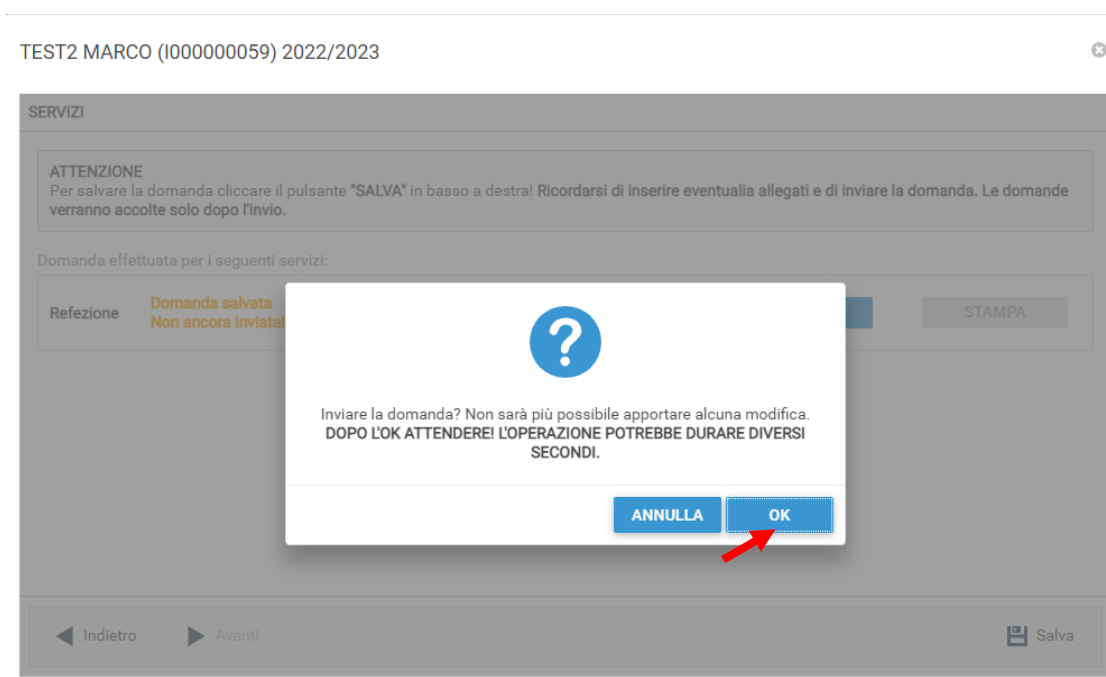 TEST2 MARCO (I000000059) 2022/2023
SERVIZI
ATTENZIONE
Per salvare la domanda cliccare il pulsante "SALVA" in basso a destra! Ricordarsi di inserire eventualia allegati e di inviare la domanda. Le domande
verranno accolte solo dopo l'invio.
Domanda effettuata per i seguenti servizi:
Refezione
Domanda salvata
Non ancora inviata!
STAMPA
Inviare la domanda? Non sarà più possibile apportare alcuna modifica.
DOPO L'OK ATTENDERE! L'OPERAZIONE POTREBBE DURARE DIVERSI
SECONDI.
ANNULLA
OK
Indietro
Avanti
Salva